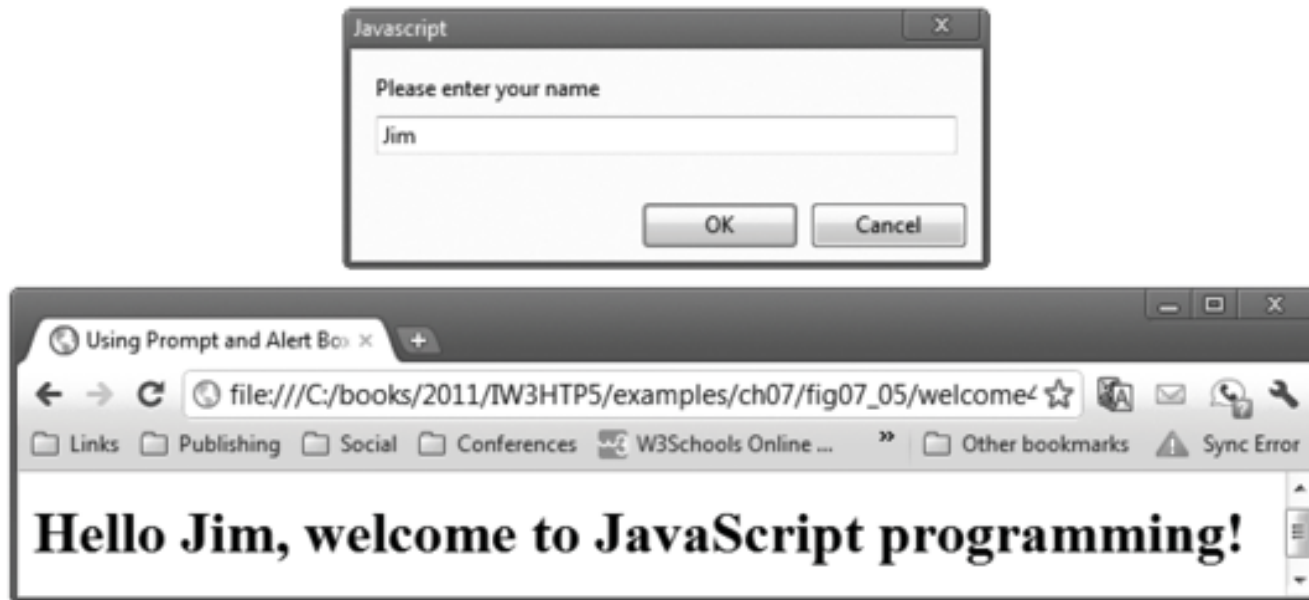 Javascript
Please enter your name
Jim
OK Cancel
Using Prompt and Alert Bo
file:///C:/books/2011/IW3HTP5/examples/ch07/fig07_05/welcome4
Links Publishing Social Conferences W3Schools Online ... » Other bookmarks Sync Error
Hello Jim, welcome to JavaScript programming!